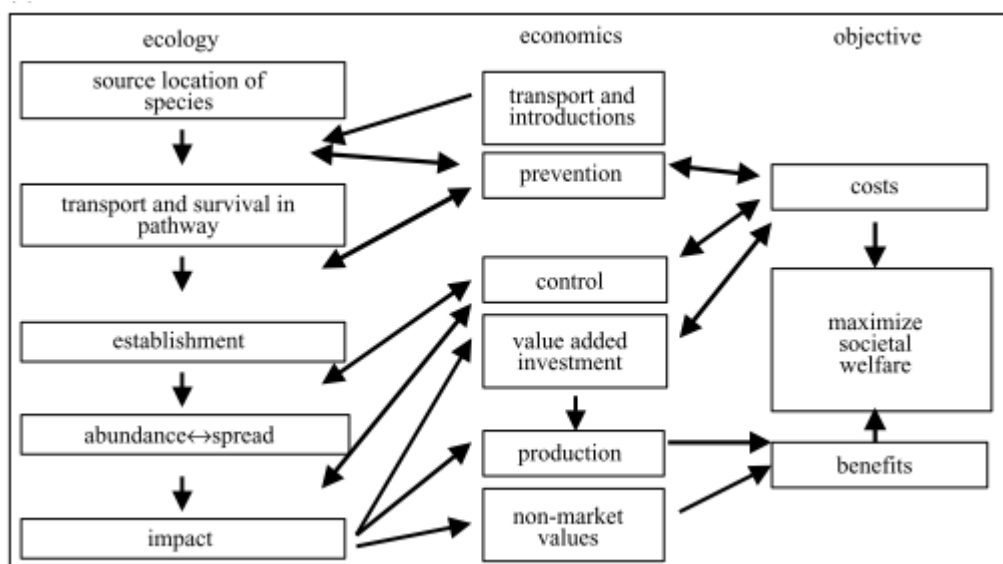 ecology
economics
objective
source location of
species
transport and
introductions
prevention
costs
transport and survival in
pathway
control
establishment
value added
investment
maximize
societal
welfare
abundance↔spread
production
benefits
impact
non-market
values